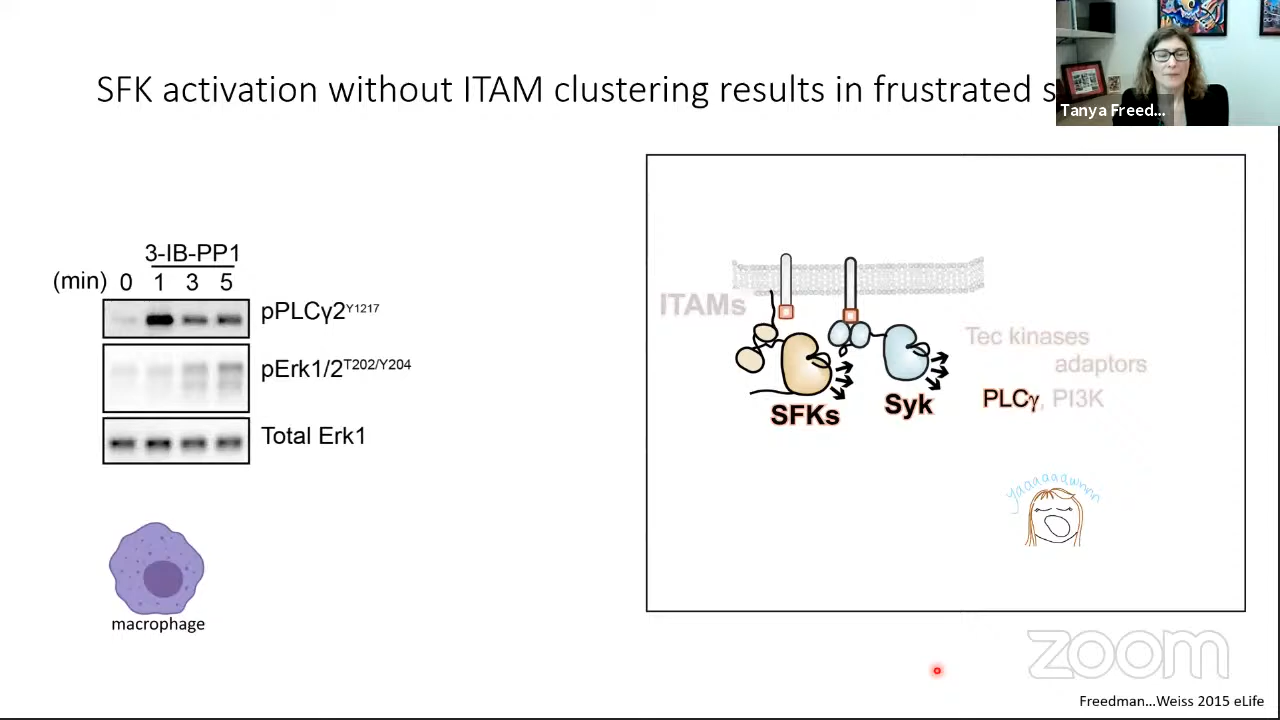 SFK activation without ITAM clustering results in frustrated s
Tanya Freed...
3-IB-PP1
(min) 0 1 3 5
pPLCγ2Y1217
pErk1/2T202/Y204
Total Erk1
macrophage
ITAMs
SFKs
Syk
Tec kinases
adaptors
PLCγ, PI3K
yaaaaaawnnn
zoom
Freedman...Weiss 2015 eLife